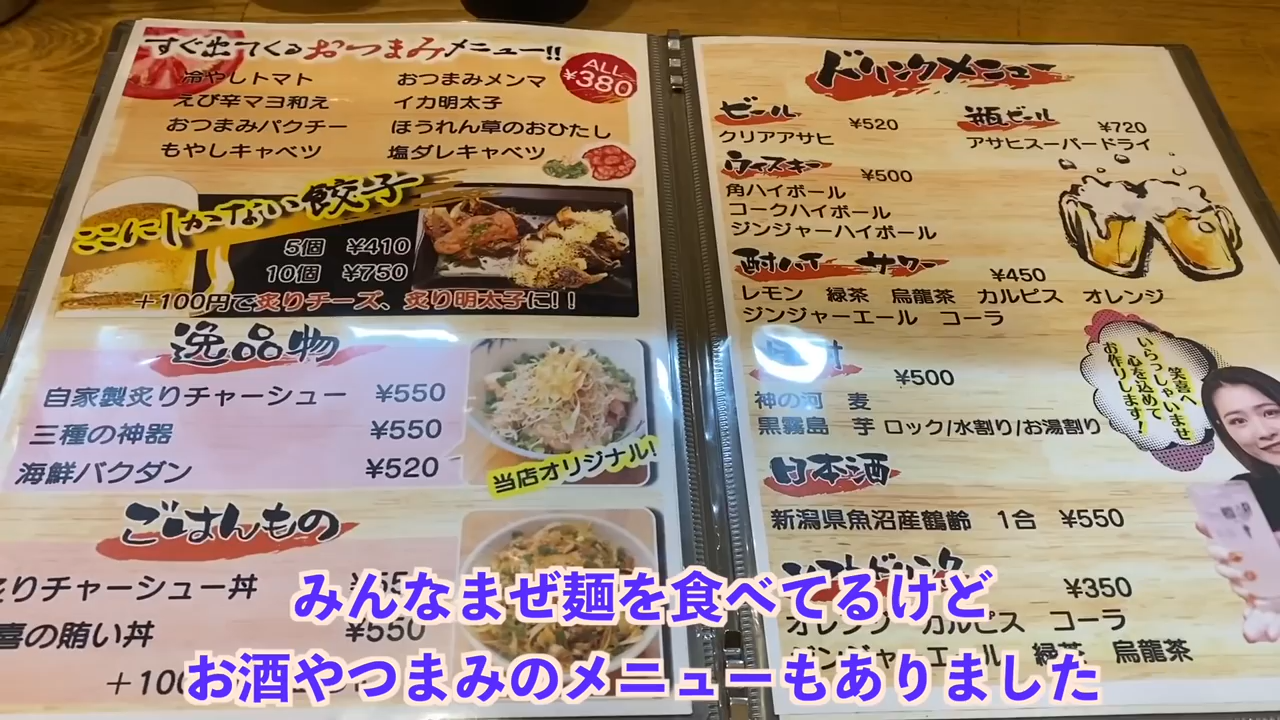 すぐ出てくるおつまみメニュー!!
ALL ¥380
冷やしトマト おつまみメンマ
えび辛マヨ和え イカ明太子
おつまみパクチー ほうれん草のおひたし
もやしキャベツ 塩ダレキャベツ
ここにしかない餃子
5個 ¥410
10個 ¥750
+100円で炙りチーズ、炙り明太子に!!
逸品物
自家製炙りチャーシュー ¥550
三種の神器 ¥550
海鮮バクダン ¥520
当店オリジナル!
ごはんもの
炙りチャーシュー丼
喜の賄い丼 ¥550
ドリンクメニュー
ビール ¥520
クリアアサヒ
瓶ビール ¥720
アサヒスーパードライ
ウィスキー ¥500
角ハイボール
コークハイボール
ジンジャーハイボール
酎ハイ サワー ¥450
レモン 緑茶 烏龍茶 カルピス オレンジ
ジンジャーエール コーラ
¥500
神の河 麦
黒霧島 芋 ロック/水割り/お湯割り
日本酒
新潟県魚沼産鶴齢 1合 ¥550
ソフトドリンク ¥350
オレンジ カルピス コーラ
ジンジャーエール 緑茶 烏龍茶
笑喜へ
いらっしゃいませ
心を込めて
お作りします!
みんなまぜ麺を食べてるけど
お酒やつまみのメニューもありました